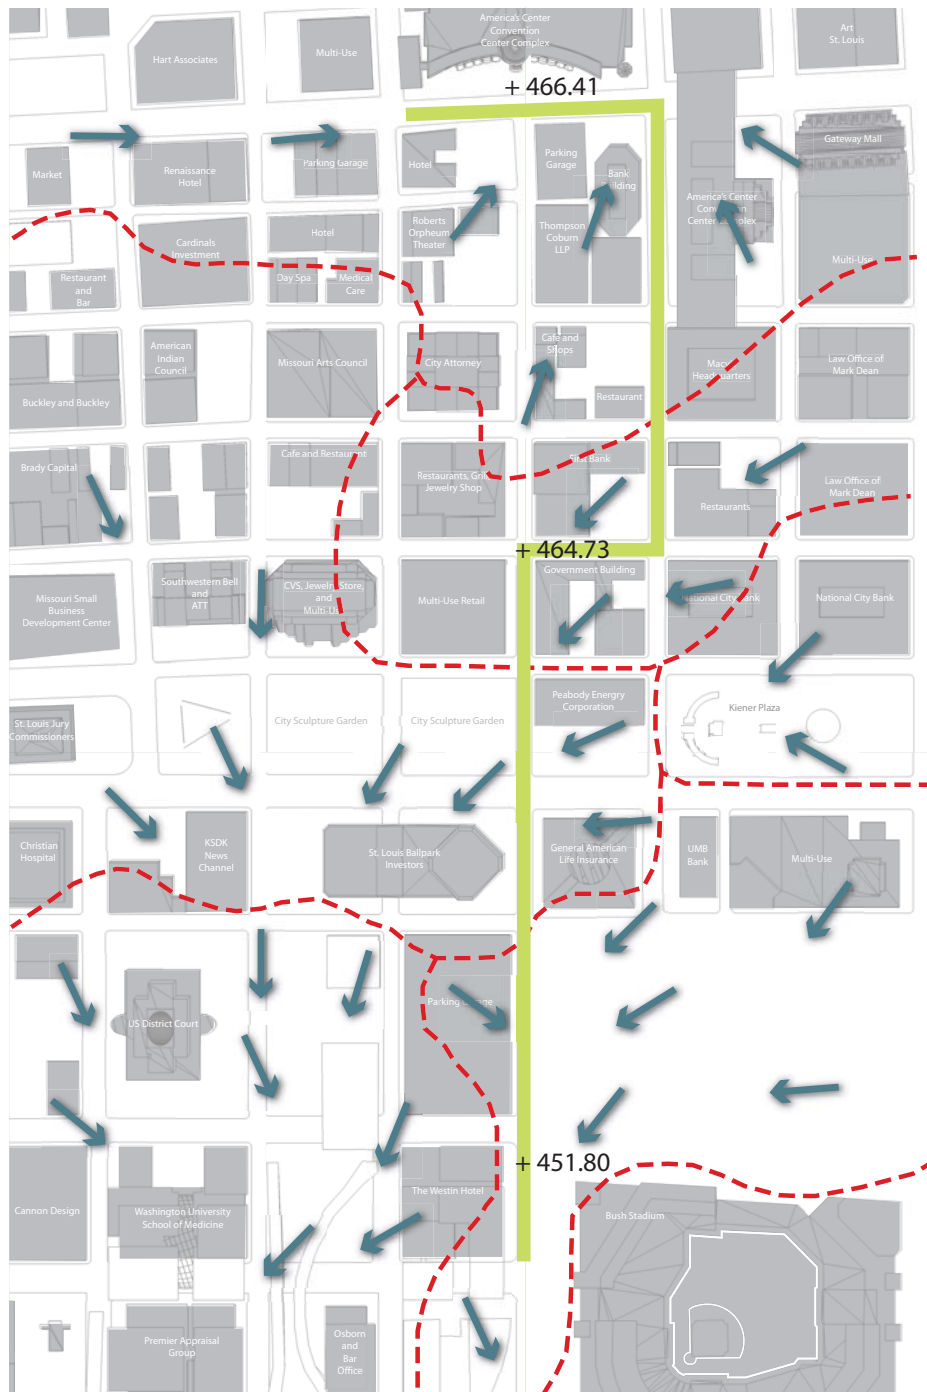 America's Center
Convention
Center Complex
Art
St. Louis
Hart Associates
Multi-Use
+ 466.41
Market
Renaissance
Hotel
Parking Garage
Hotel
Parking
Garage
Bank
Building
Gateway Mall
Cardinals
Investment
Hotel
Roberts
Orpheum
Theater
Thompson
Coburn
LLP
America's Center
Convention
Center Complex
Multi-Use
Restaurant
and
Bar
Day Spa
Medical
Care
American
Indian
Council
Missouri Arts Council
City Attorney
Cafe and
Shops
Macy's
Headquarters
Law Office of
Mark Dean
Buckley and Buckley
Restaurant
Brady Capital
Cafe and Restaurant
Restaurants, Grill
Jewelry Shop
First Bank
Restaurants
Law Office of
Mark Dean
+ 464.73
Missouri Small
Business
Development Center
Southwestern Bell
and
ATT
CVS, Jewelry Store,
and
Multi-Use
Multi-Use Retail
Government Building
National City Bank
National City Bank
St. Louis Jury
Commissioners
City Sculpture Garden
City Sculpture Garden
Peabody Energry
Corporation
Kiener Plaza
Christian
Hospital
KSDK
News
Channel
St. Louis Ballpark
Investors
General American
Life Insurance
UMB
Bank
Multi-Use
US District Court
Parking Garage
+ 451.80
Cannon Design
Washington University
School of Medicine
The Westin Hotel
Bush Stadium
Premier Appraisal
Group
Osborn
and
Bar
Office